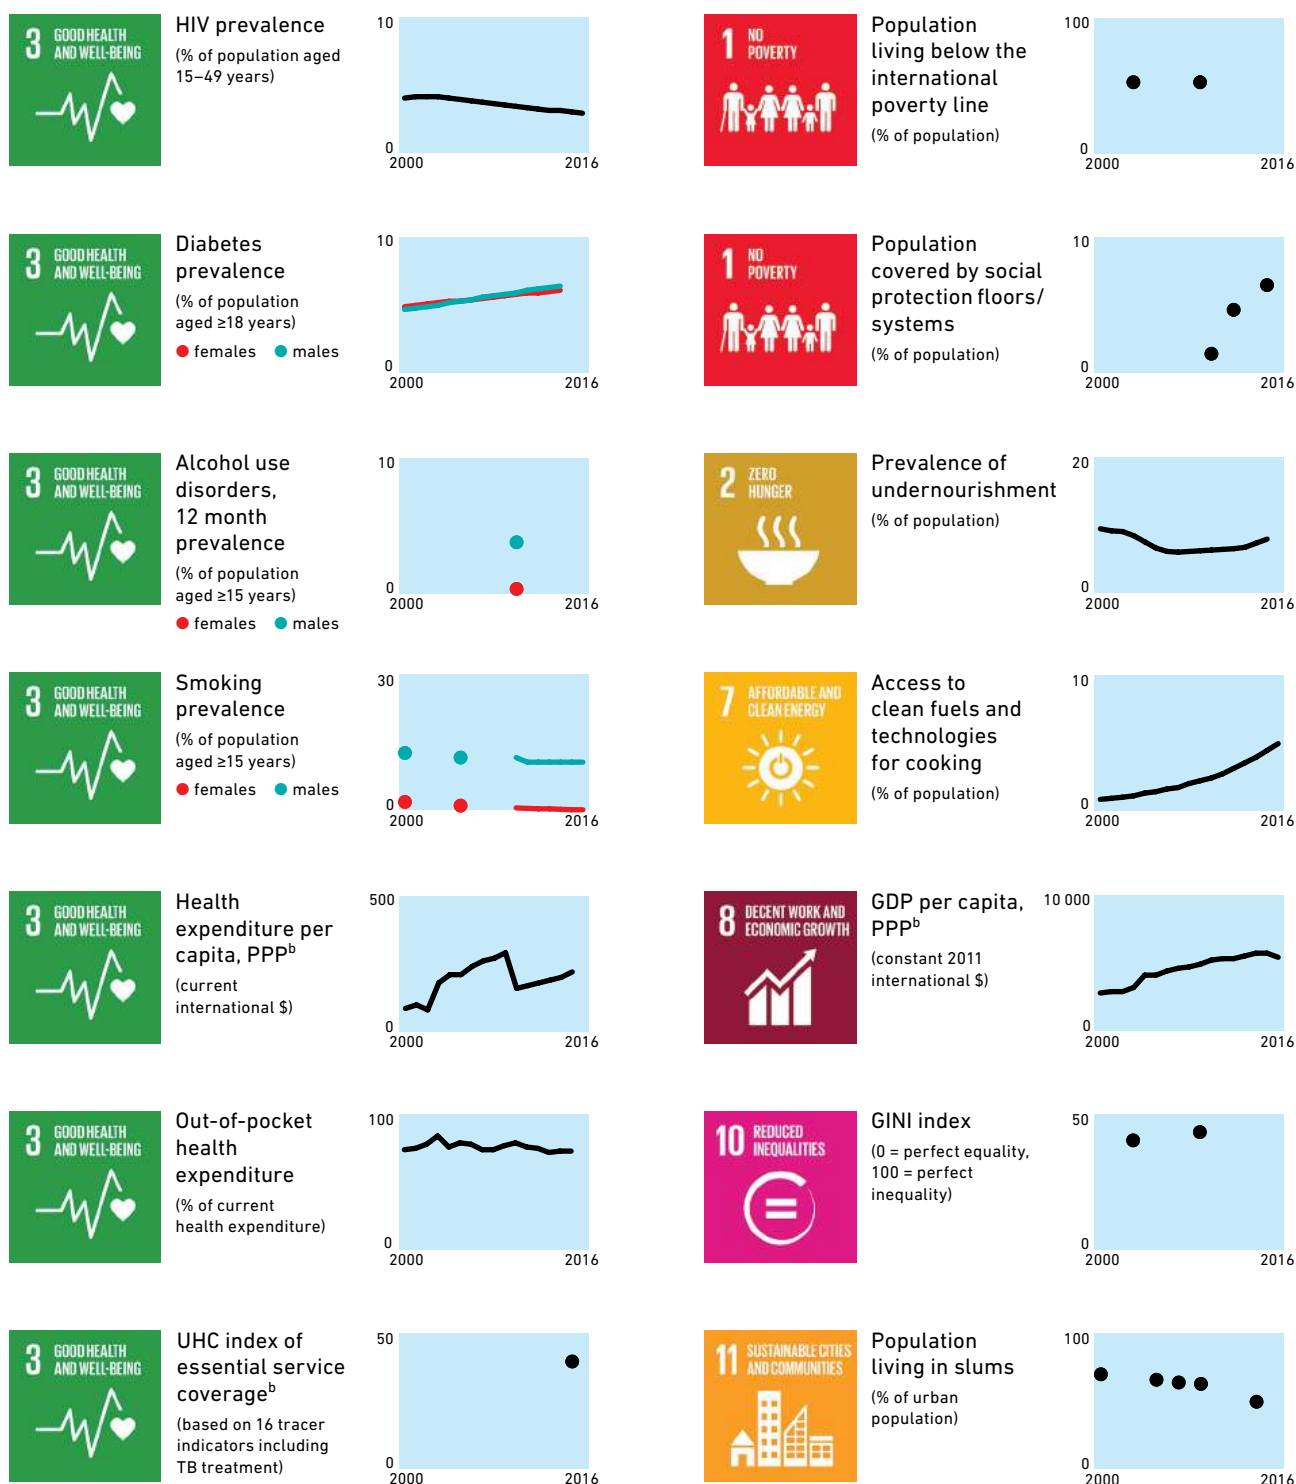 3 GOOD HEALTH
AND WELL-BEING
HIV prevalence
(% of population aged
15–49 years)
10
0
2000 2016
1 NO
POVERTY
Population
living below the
international
poverty line
(% of population)
100
0
2000 2016
3 GOOD HEALTH
AND WELL-BEING
Diabetes
prevalence
(% of population
aged ≥18 years)
females males
10
0
2000 2016
1 NO
POVERTY
Population
covered by social
protection floors/
systems
(% of population)
10
0
2000 2016
3 GOOD HEALTH
AND WELL-BEING
Alcohol use
disorders,
12 month
prevalence
(% of population
aged ≥15 years)
females males
10
0
2000 2016
2 ZERO
HUNGER
Prevalence of
undernourishment
(% of population)
20
0
2000 2016
3 GOOD HEALTH
AND WELL-BEING
Smoking
prevalence
(% of population
aged ≥15 years)
females males
30
0
2000 2016
7 AFFORDABLE AND
CLEAN ENERGY
Access to
clean fuels and
technologies
for cooking
(% of population)
10
0
2000 2016
3 GOOD HEALTH
AND WELL-BEING
Health
expenditure per
capita, PPPᵇ
(current
international $)
500
0
2000 2016
8 DECENT WORK AND
ECONOMIC GROWTH
GDP per capita,
PPPᵇ
(constant 2011
international $)
10 000
0
2000 2016
3 GOOD HEALTH
AND WELL-BEING
Out-of-pocket
health
expenditure
(% of current
health expenditure)
100
0
2000 2016
10 REDUCED
INEQUALITIES
GINI index
(0 = perfect equality,
100 = perfect
inequality)
50
0
2000 2016
3 GOOD HEALTH
AND WELL-BEING
UHC index of
essential service
coverageᵇ
(based on 16 tracer
indicators including
TB treatment)
50
0
2000 2016
11 SUSTAINABLE CITIES
AND COMMUNITIES
Population
living in slums
(% of urban
population)
100
0
2000 2016